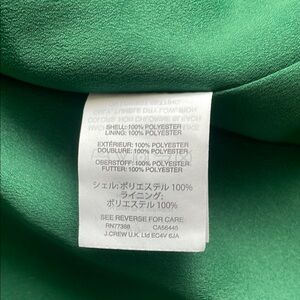 SHELL: 100% POLYESTER
LINING: 100% POLYESTER
EXTÉRIEUR: 100% POLYESTER
DOUBLURE: 100% POLYESTER
OBERSTOFF: 100% POLYESTER
FUTTER: 100% POLYESTER
シェル: ポリエステル 100%
ライニング:
ポリエステル 100%
SEE REVERSE FOR CARE
RN77388 CA56445
J.CREW U.K. Ltd EC4V 6JA